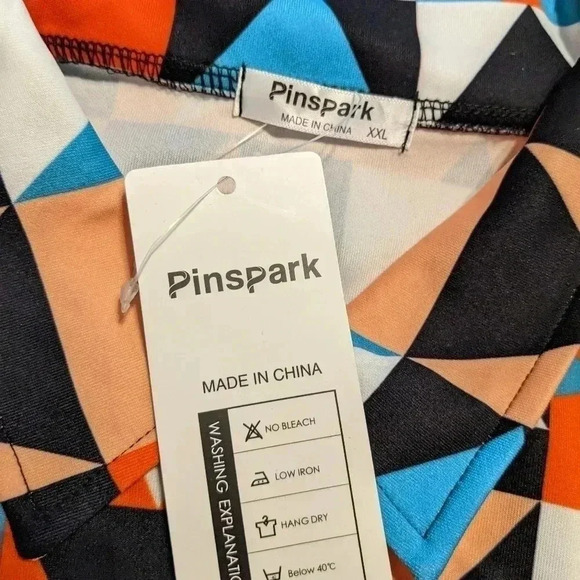 Pinspark
MADE IN CHINA XXL
Pinspark
MADE IN CHINA
WASHING EXPLANATIO
NO BLEACH
LOW IRON
HANG DRY
Below 40℃